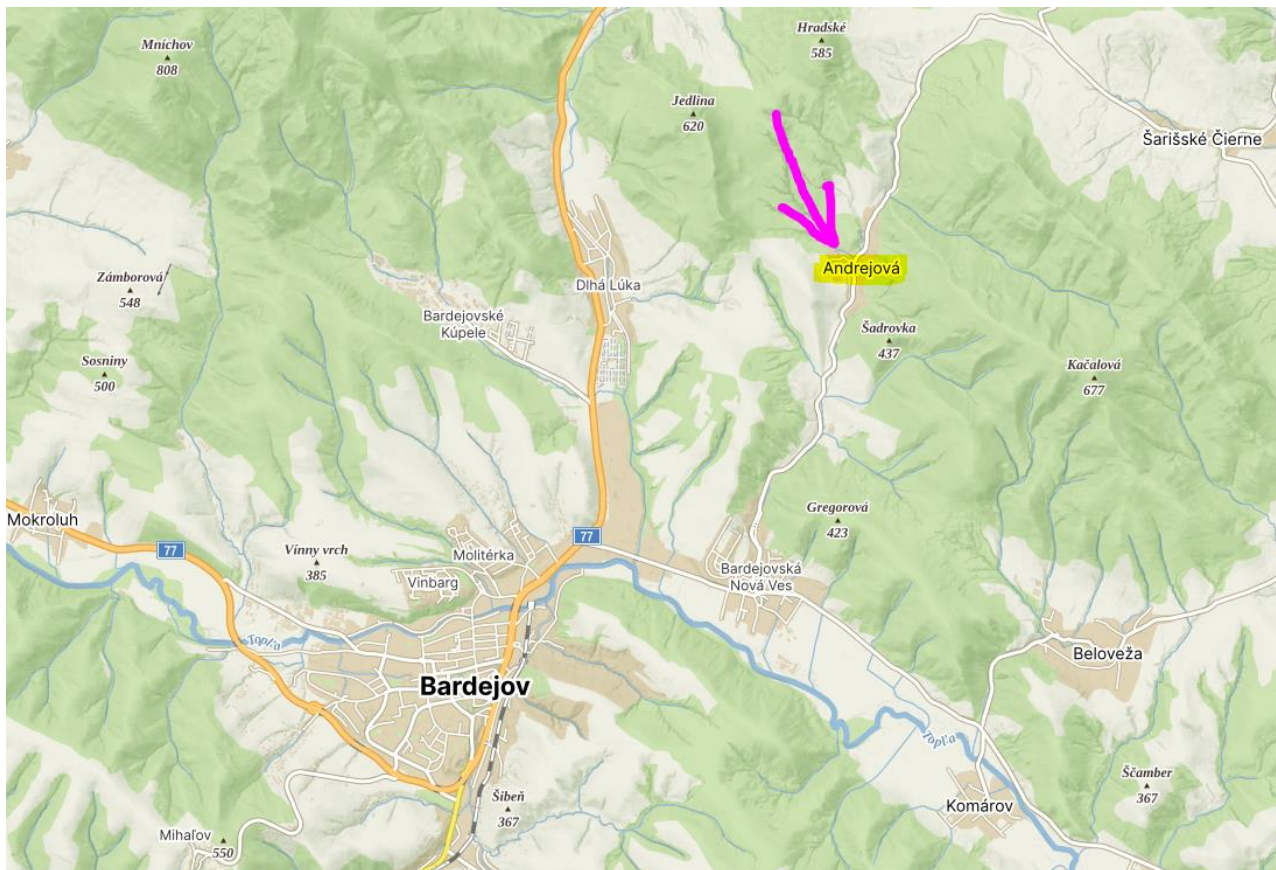 Hradské
585
Mníchov
808
Jedlina
620
Šarišské Čierne
Andrejová
Zámborová
548
Dlhá Lúka
Bardejovské
Kúpele
Šadrovka
437
Sosniny
500
Kačalová
677
Mokroluh
77
77
Gregorová
423
Vínny vrch
385
Molitérka
Vinbarg
Bardejovská
Nová Ves
Topľa
Beloveža
Bardejov
Topľa
Šibeň
367
Komárov
Ščamber
367
Mihaľov
550